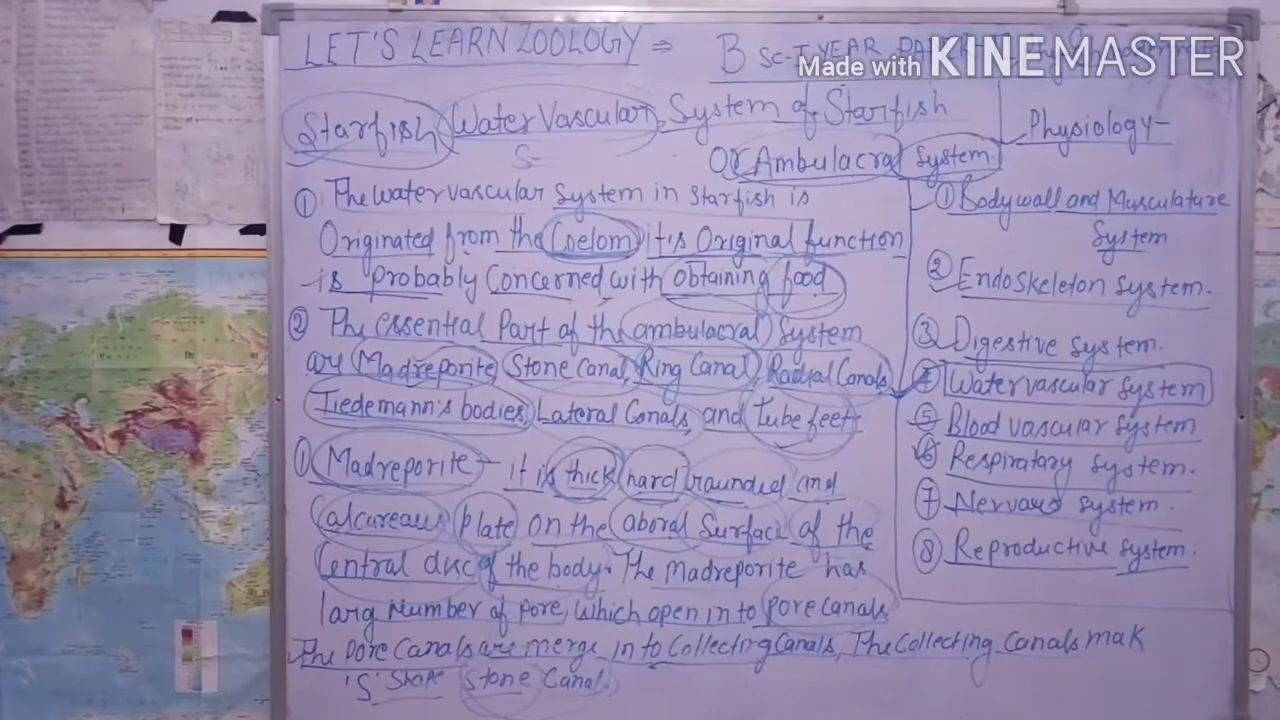 LET'S LEARN ZOOLOGY ⇒ B Sc-I YEAR
Made with KINEMASTER
Starfish Water Vascular System of Starfish
S-
Or Ambulacral System
① The water vascular system in starfish is
Originated from the Coelom it is Original function
is probably concerned with obtaining food
② The essential Part of the ambulacral System
are Madreporite, Stone Canal, Ring Canal, Radial Canals,
Tiedemann's bodies, Lateral Canals, and Tube feet
① Madreporite - it is thick hard rounded and
Calcareaus plate on the aboral Surface of the
Central disc of the body. The madreporite has
larg number of pore, which open in to pore canals.
The pore canals are merge in to Collecting Canals, The Collecting Canals mak
'S' Shape Stone Canal.
Physiology-
① Body wall and Musculature
System
② Endoskeleton System.
③ Digestive System.
④ Water vascular System
⑤ Blood vascular System
⑥ Respiratary System.
⑦ Nervous System.
⑧ Reproductive System.